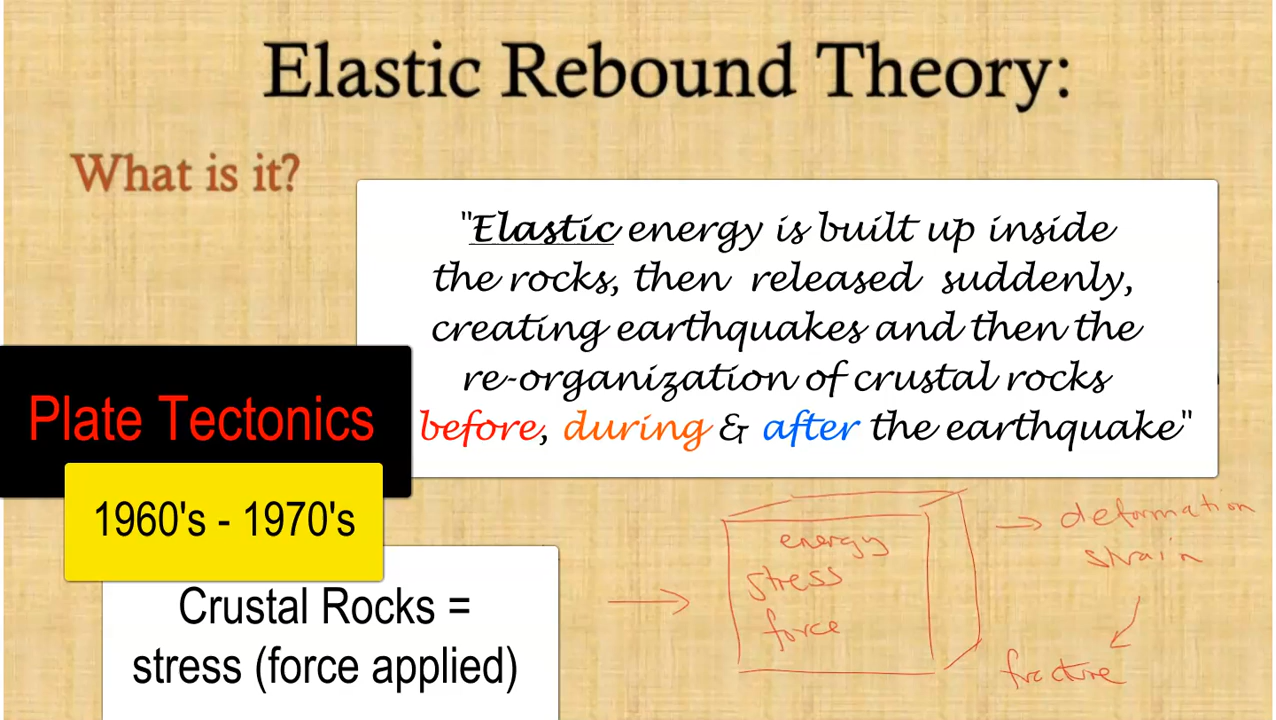 Elastic Rebound Theory:
What is it?
"Elastic energy is built up inside
the rocks, then released suddenly,
creating earthquakes and then the
re-organization of crustal rocks
before, during & after the earthquake"
Plate Tectonics
1960's - 1970's
Crustal Rocks =
stress (force applied)
energy
stress
force
deformation
strain
fracture